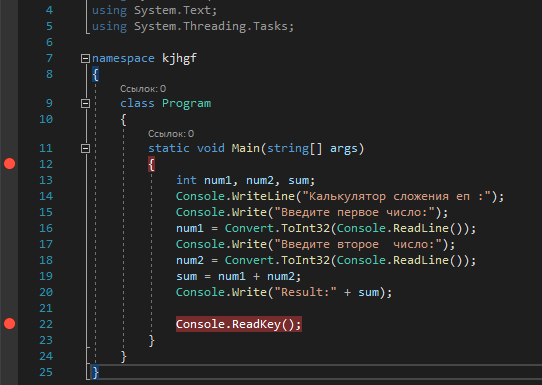 4 using System.Text;
5 using System.Threading.Tasks;
6
7 namespace kjhgf
8 {
Ссылок: 0
9 class Program
10 {
Ссылок: 0
11 static void Main(string[] args)
12 {
13 int num1, num2, sum;
14 Console.WriteLine("Калькулятор сложения еп :");
15 Console.Write("Введите первое число:");
16 num1 = Convert.ToInt32(Console.ReadLine());
17 Console.Write("Введите второе  число:");
18 num2 = Convert.ToInt32(Console.ReadLine());
19 sum = num1 + num2;
20 Console.Write("Result:" + sum);
21
22 Console.ReadKey();
23 }
24 }
25 }